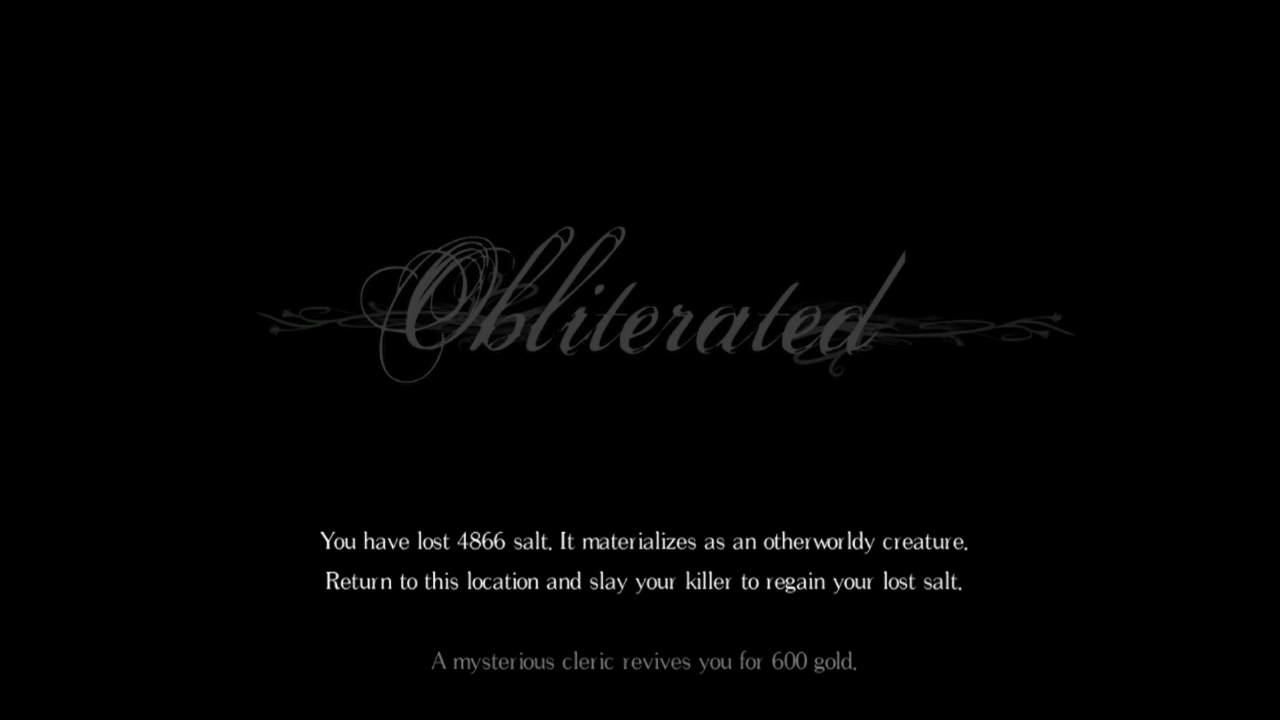 Obliterated
You have lost 4866 salt. It materializes as an otherworldly creature.
Return to this location and slay your killer to regain your lost salt.
A mysterious cleric revives you for 600 gold.